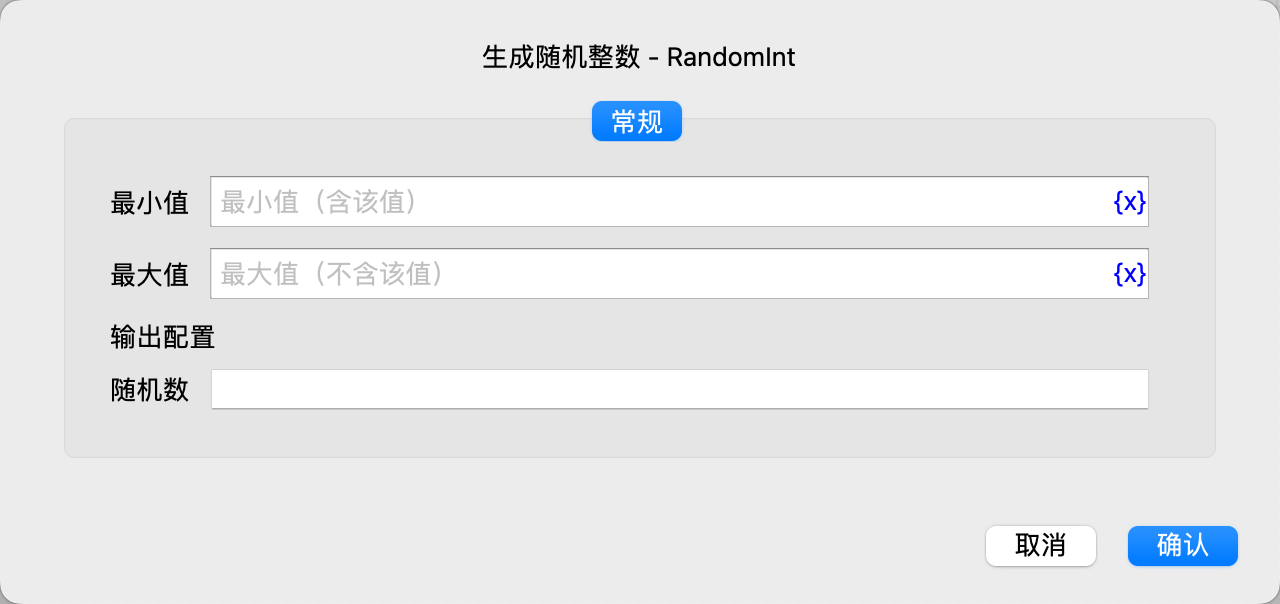 生成随机整数 - RandomInt
常规
最小值 最小值（含该值） {x}
最大值 最大值（不含该值） {x}
输出配置
随机数
取消 确认